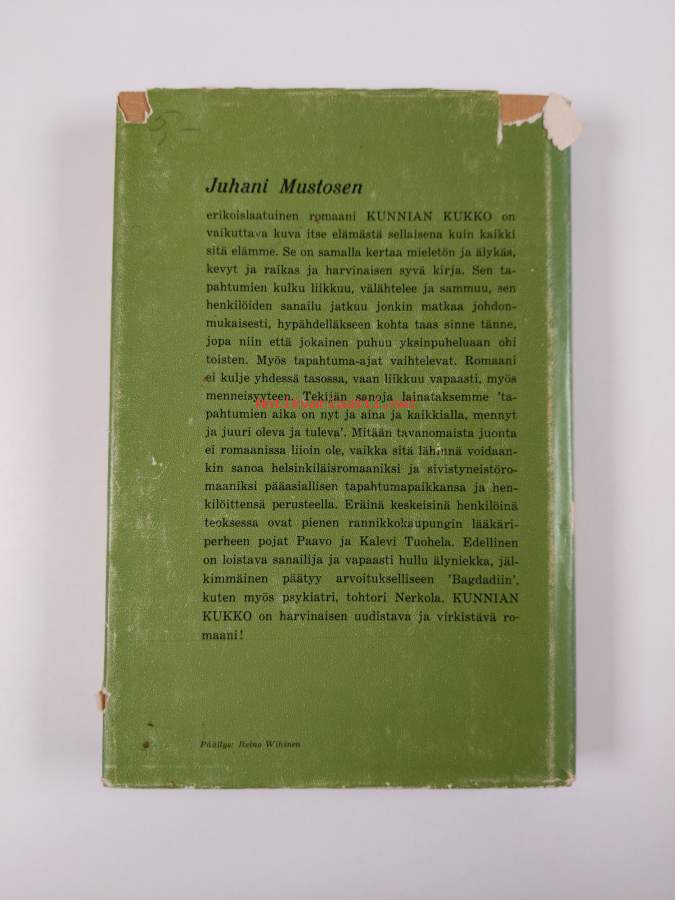 5,-
Juhani Mustosen
erikoislaatuinen romaani KUNNIAN KUKKO on
vaikuttava kuva itse elämästä sellaisena kuin kaikki
sitä elämme. Se on samalla kertaa mieletön ja älykäs,
kevyt ja raikas ja harvinaisen syvä kirja. Sen ta-
pahtumien kulku liikkuu, välähtelee ja sammuu, sen
henkilöiden sanailu jatkuu jonkin matkaa johdon-
mukaisesti, hypähdelläkseen kohta taas sinne tänne,
jopa niin että jokainen puhuu yksinpuheluaan ohi
toisten. Myös tapahtuma-ajat vaihtelevat. Romaani
ei kulje yhdessä tasossa, vaan liikkuu vapaasti, myös
menneisyyteen. Tekijän sanoja lainataksemme 'ta-
antikvariaatti.com
pahtumien aika on nyt ja aina ja kaikkialla, mennyt
ja juuri oleva ja tuleva'. Mitään tavanomaista juonta
ei romaanissa liioin ole, vaikka sitä lähinnä voidaan-
kin sanoa helsinkiläisromaaniksi ja sivistyneistöro-
maaniksi pääasiallisen tapahtumapaikkansa ja hen-
kilöittensä perusteella. Eräinä keskeisinä henkilöinä
teoksessa ovat pienen rannikkokaupungin lääkäri-
perheen pojat Paavo ja Kalevi Tuohela. Edellinen
on loistava sanailija ja vapaasti hullu älyniekka, jäl-
kimmäinen päätyy arvoitukselliseen 'Bagdadiin',
kuten myös psykiatri, tohtori Nerkola. KUNNIAN
KUKKO on harvinaisen uudistava ja virkistävä ro-
maani!
Päällys: Reino Wihinen